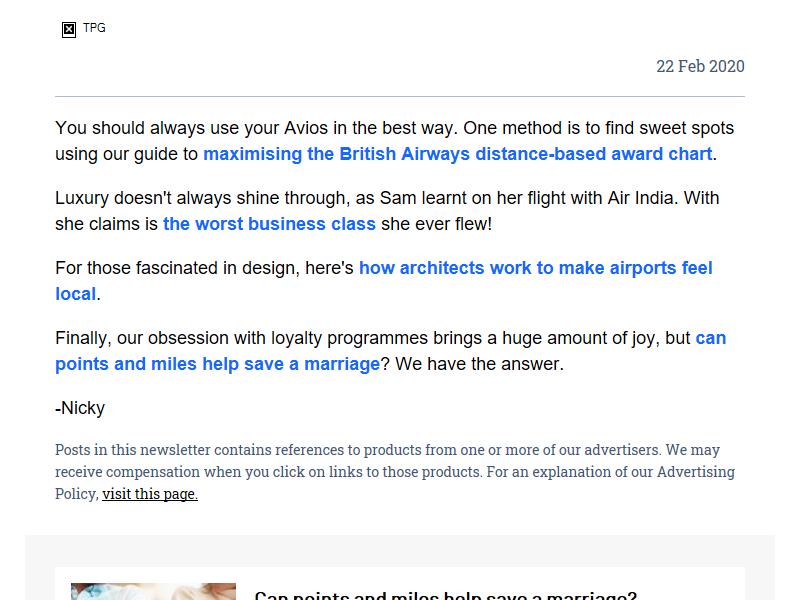 TPG
22 Feb 2020
You should always use your Avios in the best way. One method is to find sweet spots
using our guide to maximising the British Airways distance-based award chart.
Luxury doesn't always shine through, as Sam learnt on her flight with Air India. With
she claims is the worst business class she ever flew!
For those fascinated in design, here's how architects work to make airports feel
local.
Finally, our obsession with loyalty programmes brings a huge amount of joy, but can
points and miles help save a marriage? We have the answer.
-Nicky
Posts in this newsletter contains references to products from one or more of our advertisers. We may
receive compensation when you click on links to those products. For an explanation of our Advertising
Policy, visit this page.
Can points and miles help save a marriage?